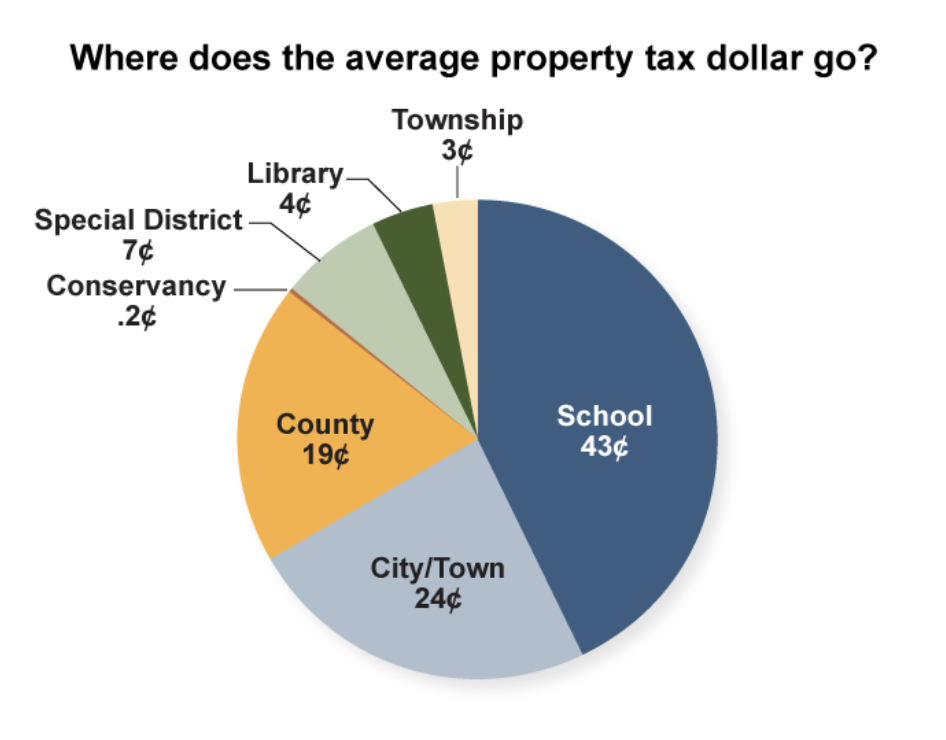 Where does the average property tax dollar go?
Township
3¢
Library
4¢
Special District
7¢
Conservancy
.2¢
County
19¢
School
43¢
City/Town
24¢